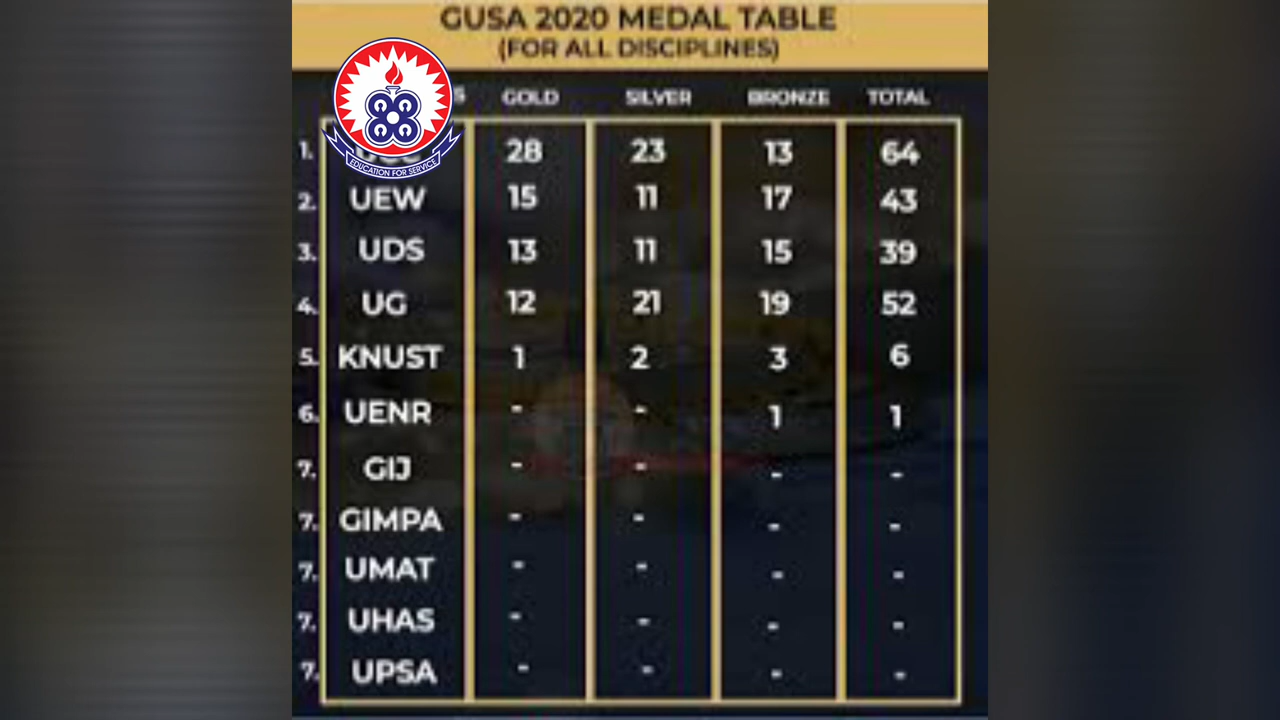 GUSA 2020 MEDAL TABLE
(FOR ALL DISCIPLINES)
GOLD SILVER BRONZE TOTAL
EDUCATION FOR SERVICE
1. 28 23 13 64
2. UEW 15 11 17 43
3. UDS 13 11 15 39
4. UG 12 21 19 52
5. KNUST 1 2 3 6
6. UENR - - 1 1
7. GIJ - - - -
7. GIMPA - - - -
7. UMAT - - - -
7. UHAS - - - -
7. UPSA - - - -